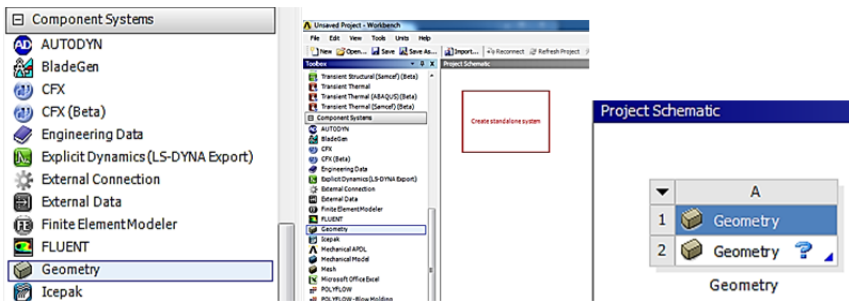 Component Systems
AUTODYN
BladeGen
CFX
CFX (Beta)
Engineering Data
Explicit Dynamics (LS-DYNA Export)
External Connection
External Data
Finite Element Modeler
FLUENT
Geometry
Icepak
Unsaved Project - Workbench
File Edit View Tools Units Help
New Open... Save Save As... Import... Reconnect Refresh Project
Toolbox
Project Schematic
Transient Structural (Samcef) (Beta)
Transient Thermal
Transient Thermal (ABAQUS) (Beta)
Transient Thermal (Samcef) (Beta)
Component Systems
AUTODYN
BladeGen
CFX
CFX (Beta)
Engineering Data
Explicit Dynamics (LS-DYNA Export)
External Connection
External Data
Finite Element Modeler
FLUENT
Geometry
Icepak
Mechanical APDL
Mechanical Model
Mesh
Microsoft Office Excel
POLYFLOW
POLYFLOW - Blow Molding
Create standalone system
Project Schematic
A
1 Geometry
2 Geometry ?
Geometry